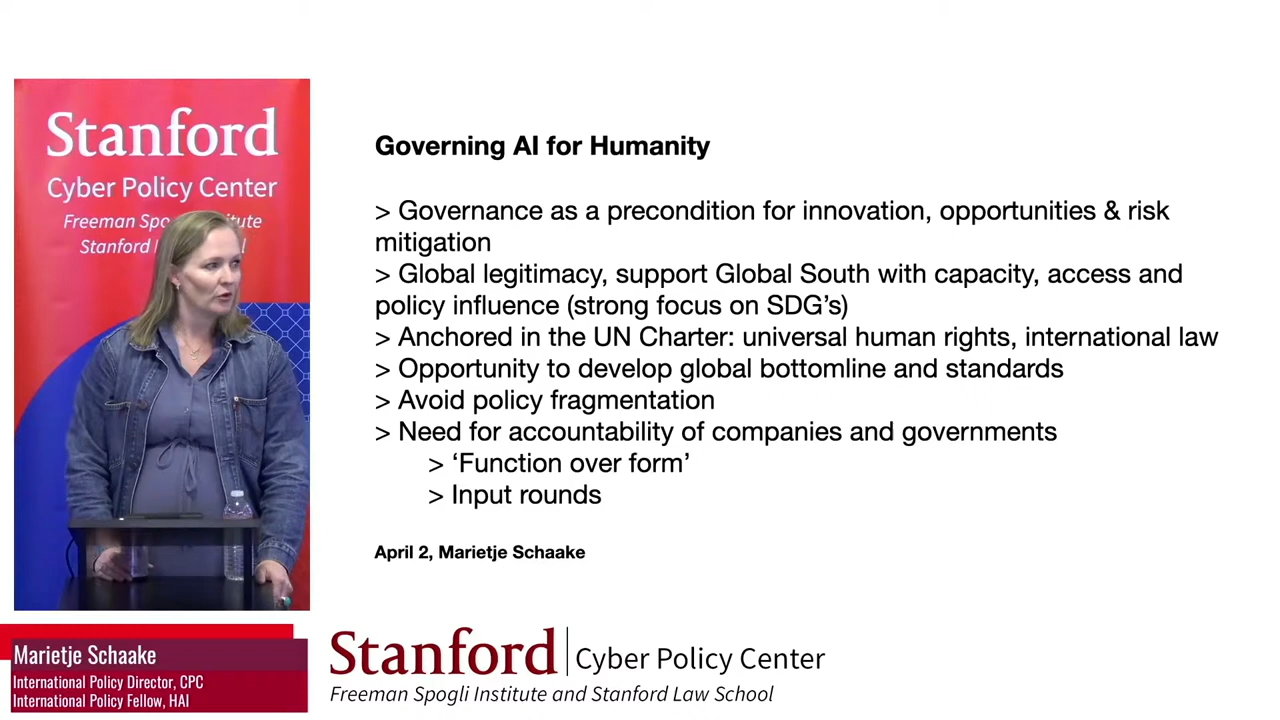 Stanford
Cyber Policy Center
Freeman Spogli Institute
Stanford
Governing AI for Humanity
> Governance as a precondition for innovation, opportunities & risk
mitigation
> Global legitimacy, support Global South with capacity, access and
policy influence (strong focus on SDG’s)
> Anchored in the UN Charter: universal human rights, international law
> Opportunity to develop global bottomline and standards
> Avoid policy fragmentation
> Need for accountability of companies and governments
> ‘Function over form’
> Input rounds
April 2, Marietje Schaake
Marietje Schaake
International Policy Director, CPC
International Policy Fellow, HAI
Stanford | Cyber Policy Center
Freeman Spogli Institute and Stanford Law School